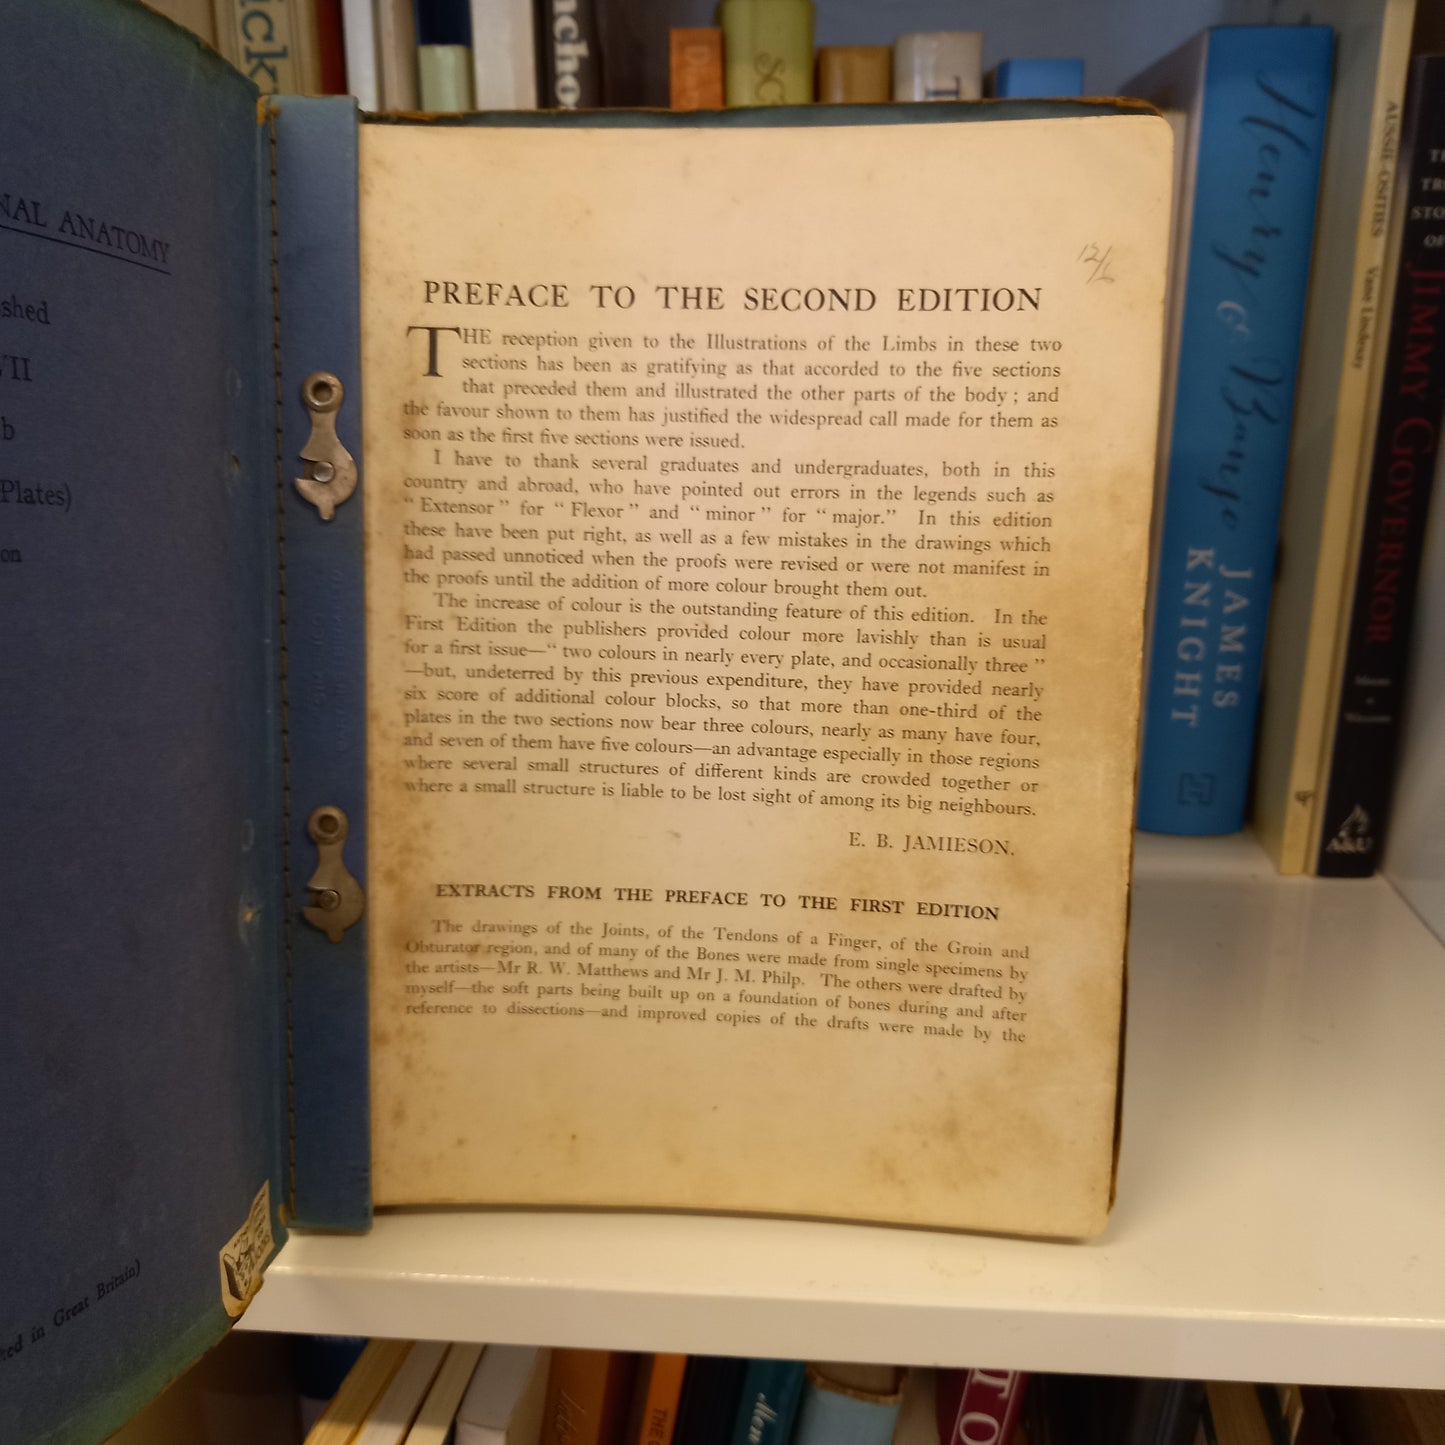 NAL ANATOMY
shed
VII
b
Plates)
on
ted in Great Britain)
12/6
PREFACE TO THE SECOND EDITION
THE reception given to the Illustrations of the Limbs in these two
sections has been as gratifying as that accorded to the five sections
that preceded them and illustrated the other parts of the body; and
the favour shown to them has justified the widespread call made for them as
soon as the first five sections were issued.
I have to thank several graduates and undergraduates, both in this
country and abroad, who have pointed out errors in the legends such as
“Extensor” for “Flexor” and “minor” for “major.” In this edition
these have been put right, as well as a few mistakes in the drawings which
had passed unnoticed when the proofs were revised or were not manifest in
the proofs until the addition of more colour brought them out.
The increase of colour is the outstanding feature of this edition. In the
First Edition the publishers provided colour more lavishly than is usual
for a first issue—“two colours in nearly every plate, and occasionally three”
—but, undeterred by this previous expenditure, they have provided nearly
six score of additional colour blocks, so that more than one-third of the
plates in the two sections now bear three colours, nearly as many have four,
and seven of them have five colours—an advantage especially in those regions
where several small structures of different kinds are crowded together or
where a small structure is liable to be lost sight of among its big neighbours.
E. B. JAMIESON.
EXTRACTS FROM THE PREFACE TO THE FIRST EDITION
The drawings of the Joints, of the Tendons of a Finger, of the Groin and
Obturator region, and of many of the Bones were made from single specimens by
the artists—Mr R. W. Matthews and Mr J. M. Philp. The others were drafted by
myself—the soft parts being built up on a foundation of bones during and after
reference to dissections—and improved copies of the drafts were made by the
Henry & Banjo
JAMES
KNIGHT
AUSSIE-OSITIES Vane Lindesay
JIMMY GOVERNOR
A&U